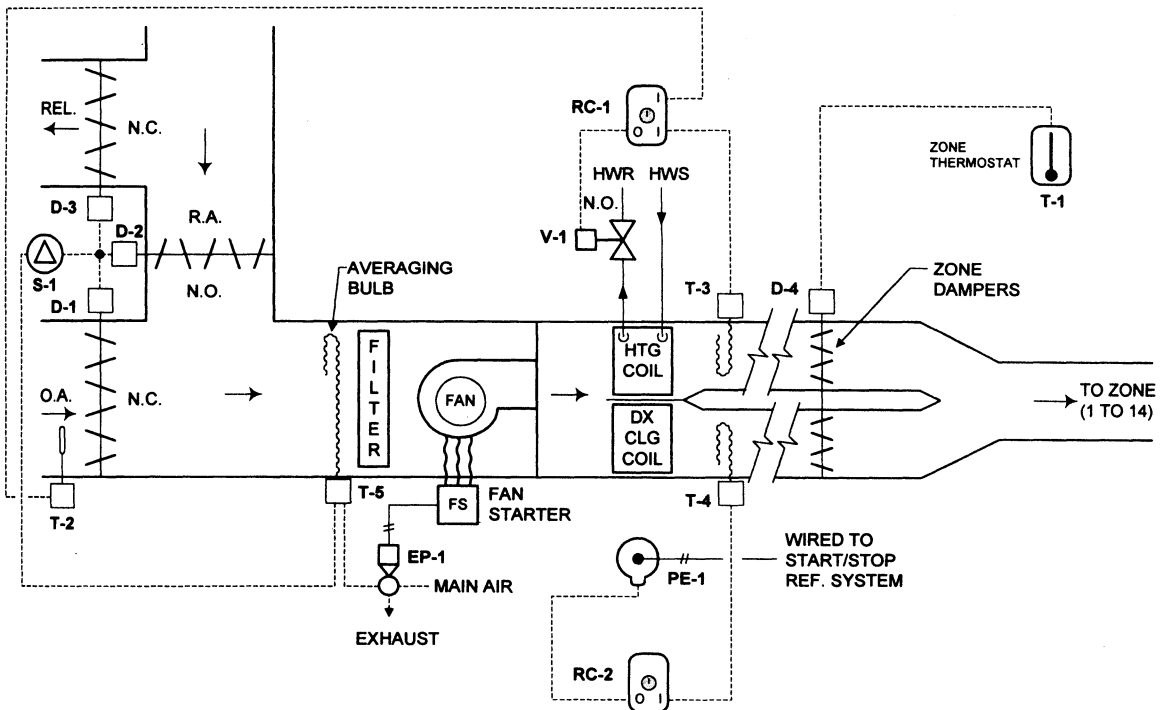 REL.
N.C.
D-3
D-2
R.A.
S-1
D-1
N.O.
O.A.
N.C.
T-2
AVERAGING
BULB
FILTER
T-5
FAN
FS
FAN
STARTER
EP-1
MAIN AIR
EXHAUST
RC-1
I
O I
HWR
HWS
N.O.
V-1
HTG
COIL
DX
CLG
COIL
T-3
D-4
T-4
ZONE
DAMPERS
ZONE
THERMOSTAT
T-1
TO ZONE
(1 TO 14)
PE-1
WIRED TO
START/STOP
REF. SYSTEM
RC-2
O I